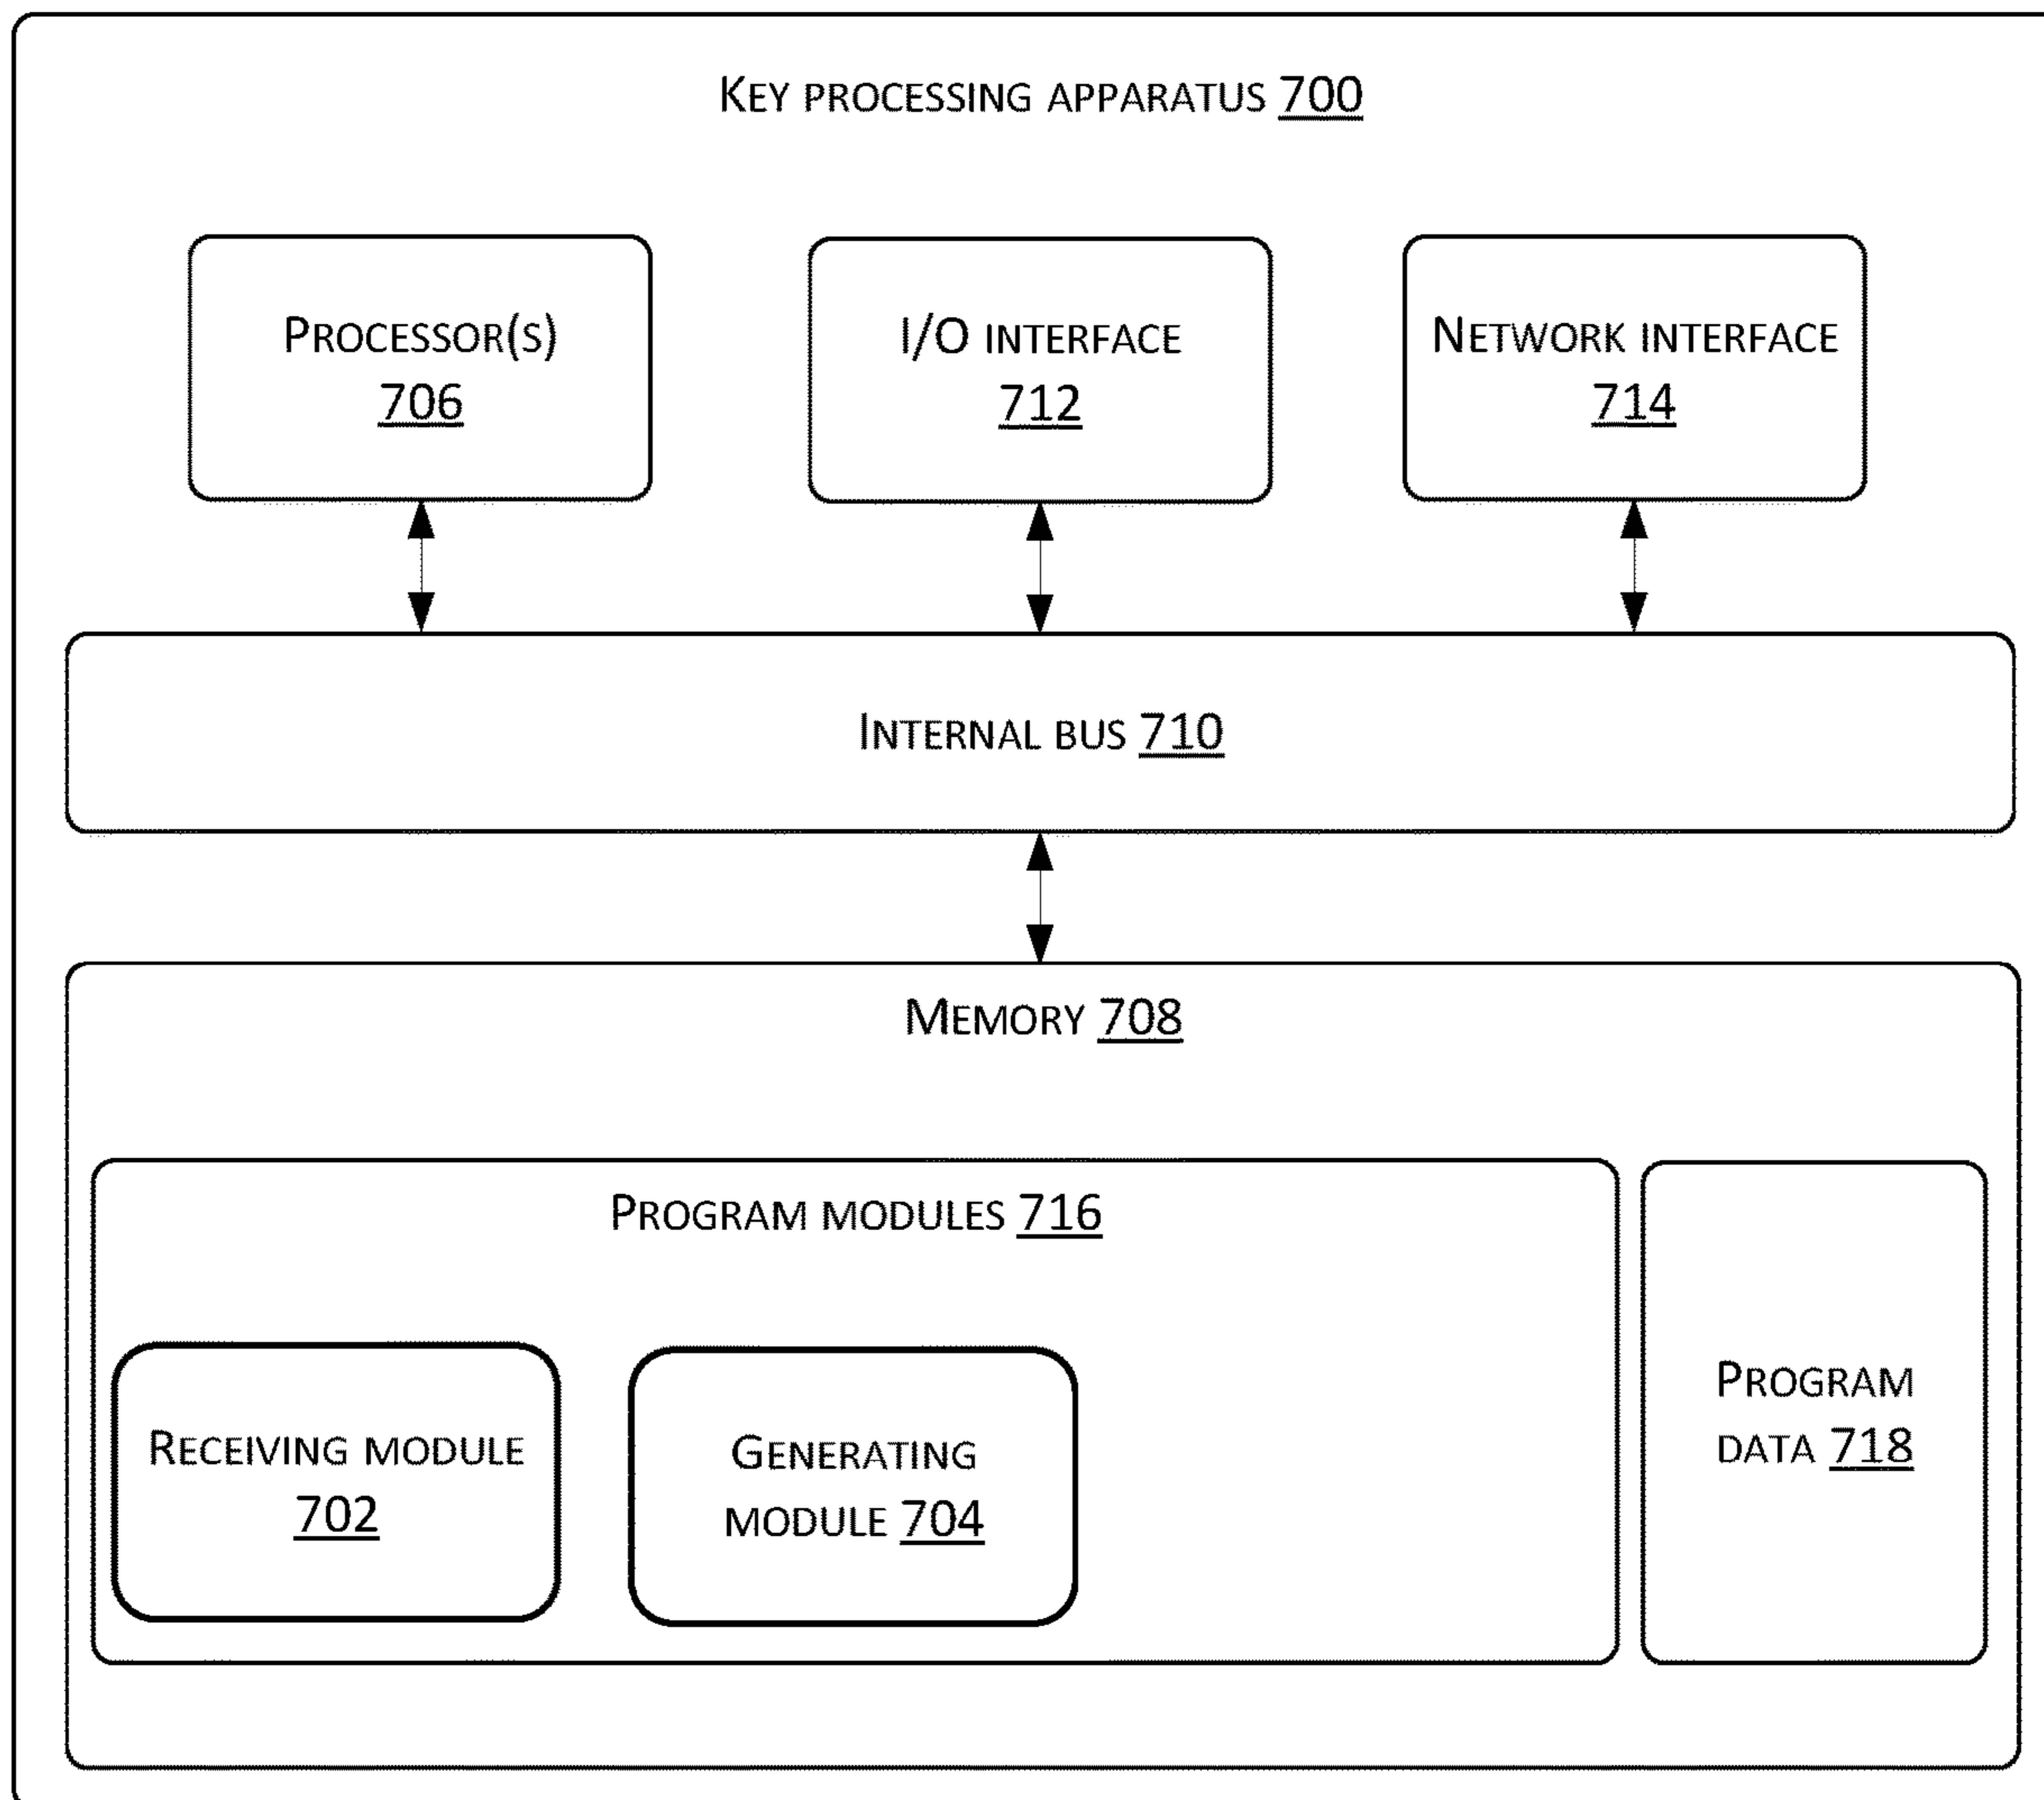 KEY PROCESSING APPARATUS 700
PROCESSOR(S)
706
I/O INTERFACE
712
NETWORK INTERFACE
714
INTERNAL BUS 710
MEMORY 708
PROGRAM MODULES 716
RECEIVING MODULE
702
GENERATING
MODULE 704
PROGRAM
DATA 718